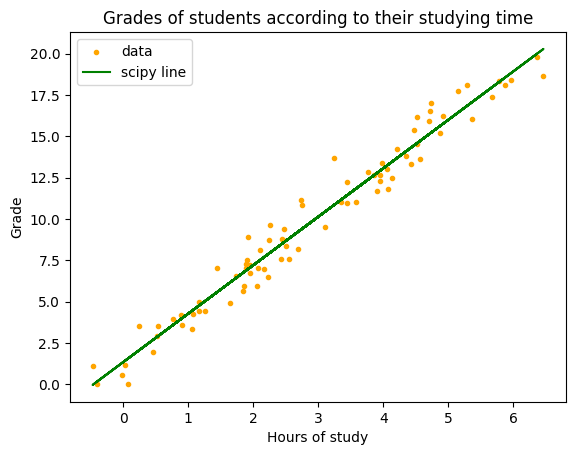 Grades of students according to their studying time
data
scipy line
Grade
20.0
17.5
15.0
12.5
10.0
7.5
5.0
2.5
0.0
0 1 2 3 4 5 6
Hours of study